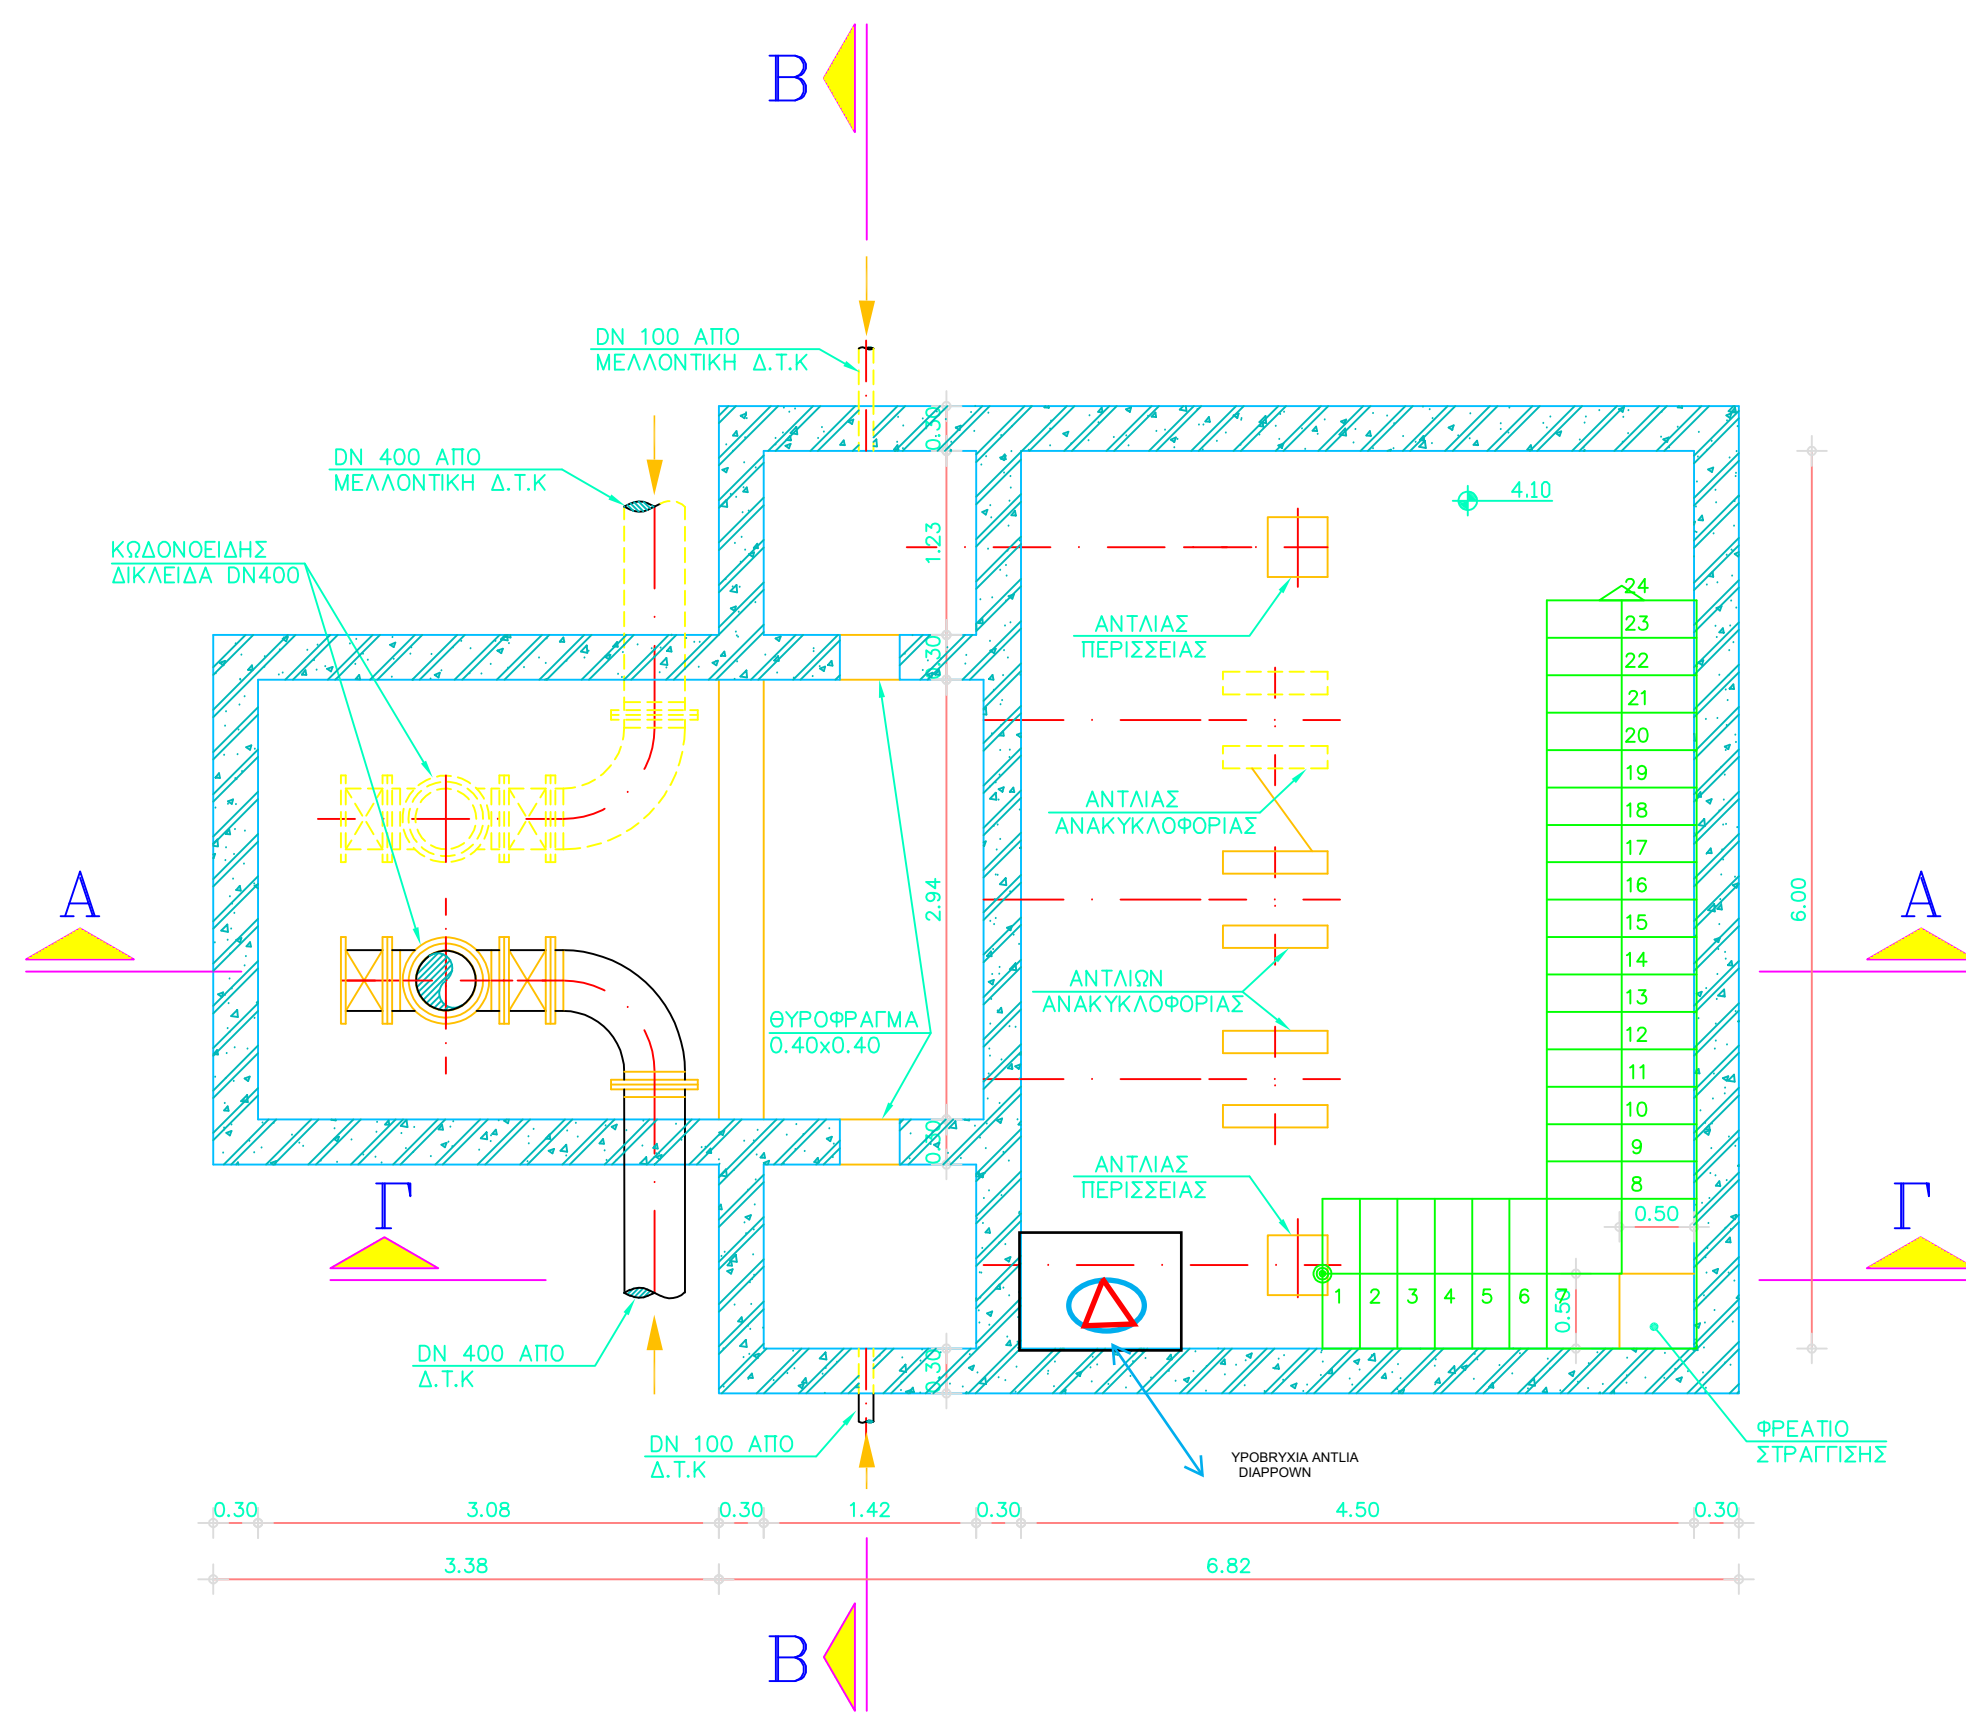 B
DN 100 ΑΠΟ
ΜΕΛΛΟΝΤΙΚΗ Δ.Τ.Κ
DN 400 ΑΠΟ
ΜΕΛΛΟΝΤΙΚΗ Δ.Τ.Κ
0.30
4.10
1.23
ΚΩΔΟΝΟΕΙΔΗΣ
ΔΙΚΛΕΙΔΑ DN400
ΑΝΤΛΙΑΣ
ΠΕΡΙΣΣΕΙΑΣ
0.30
24
23
22
21
20
19
18
17
16
15
14
13
12
11
10
9
8
ΑΝΤΛΙΑΣ
ΑΝΑΚΥΚΛΟΦΟΡΙΑΣ
A
2.94
6.00
A
ΑΝΤΛΙΩΝ
ΑΝΑΚΥΚΛΟΦΟΡΙΑΣ
ΘΥΡΟΦΡΑΓΜΑ
0.40x0.40
0.30
ΑΝΤΛΙΑΣ
ΠΕΡΙΣΣΕΙΑΣ
Γ
0.50
Γ
1 2 3 4 5 6 7
0.50
0.30
DN 400 ΑΠΟ
Δ.Τ.Κ
DN 100 ΑΠΟ
Δ.Τ.Κ
YPOBRYXIA ANTLIA
DIAPPOWN
ΦΡΕΑΤΙΟ
ΣΤΡΑΓΓΙΣΗΣ
0.30 3.08 0.30 1.42 0.30 4.50 0.30
3.38 6.82
B